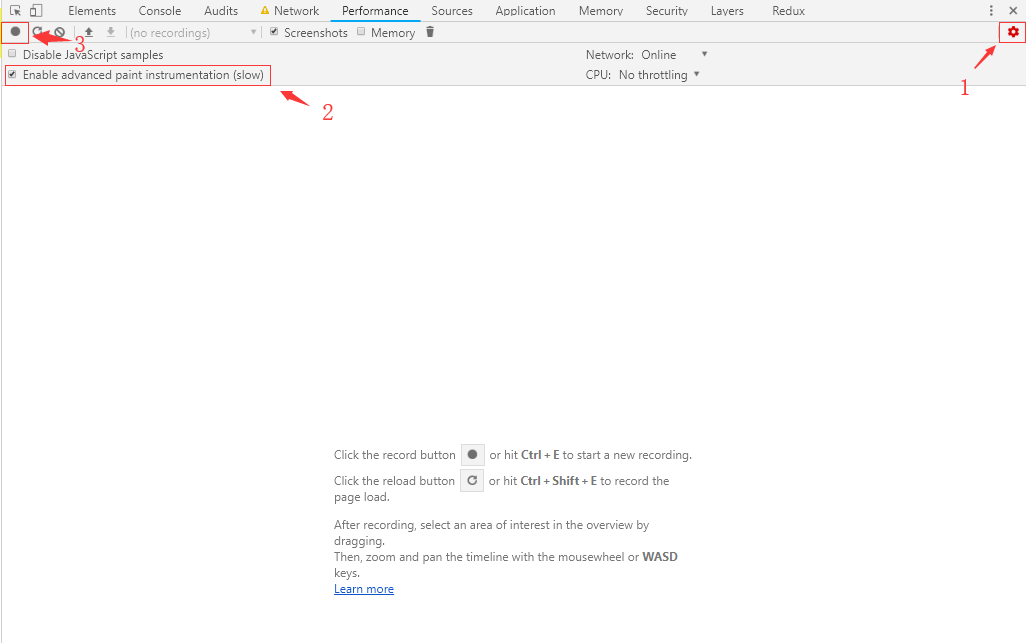 Elements Console Audits Network Performance Sources Application Memory Security Layers Redux
(no recordings) Screenshots Memory
3
Disable JavaScript samples Network: Online
Enable advanced paint instrumentation (slow) CPU: No throttling
1
2
Click the record button or hit Ctrl + E to start a new recording.
Click the reload button or hit Ctrl + Shift + E to record the
page load.
After recording, select an area of interest in the overview by
dragging.
Then, zoom and pan the timeline with the mousewheel or WASD
keys.
Learn more